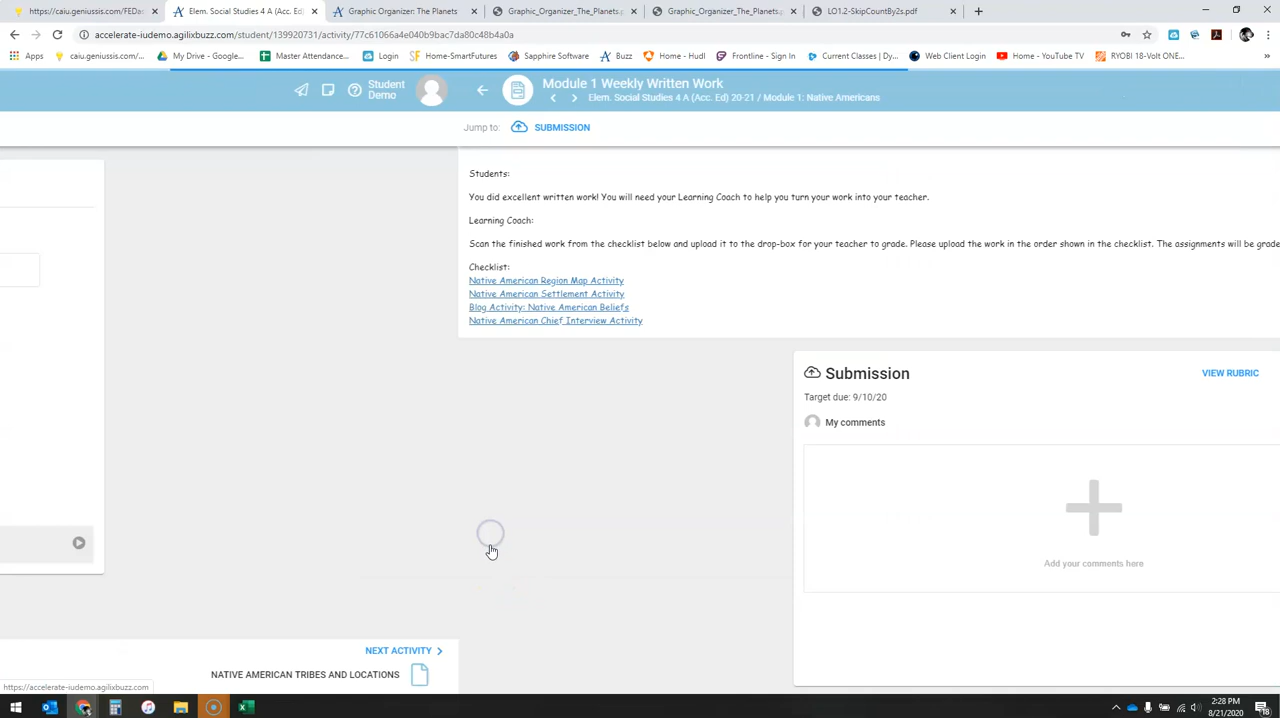 https://caiu.geniussis.com/FEDas
Elem. Social Studies 4 A (Acc. Ed)
Graphic Organizer: The Planets
Graphic_Organizer_The_Planets.p
Graphic_Organizer_The_Planets.p
LO1.2-SkipCountBy2s.pdf
accelerate-iudemo.agilixbuzz.com/student/139920731/activity/77c61066a4e040b9bac7da80c48b4a0a
Apps
caiu.geniussis.com/...
My Drive - Google...
Master Attendance...
Login
Home-SmartFutures
Sapphire Software
Buzz
Home - Hudl
Frontline - Sign In
Current Classes | Dy...
Web Client Login
Home - YouTube TV
RYOBI 18-Volt ONE...
»
Student
Demo
Module 1 Weekly Written Work
Elem. Social Studies 4 A (Acc. Ed) 20-21 / Module 1: Native Americans
Jump to:
SUBMISSION
Students:
You did excellent written work! You will need your Learning Coach to help you turn your work into your teacher.
Learning Coach:
Scan the finished work from the checklist below and upload it to the drop-box for your teacher to grade. Please upload the work in the order shown in the checklist. The assignments will be grade
Checklist:
Native American Region Map Activity
Native American Settlement Activity
Blog Activity: Native American Beliefs
Native American Chief Interview Activity
Submission
VIEW RUBRIC
Target due: 9/10/20
My comments
Add your comments here
NEXT ACTIVITY
NATIVE AMERICAN TRIBES AND LOCATIONS
https://accelerate-iudemo.agilixbuzz.com
2:28 PM
8/21/2020